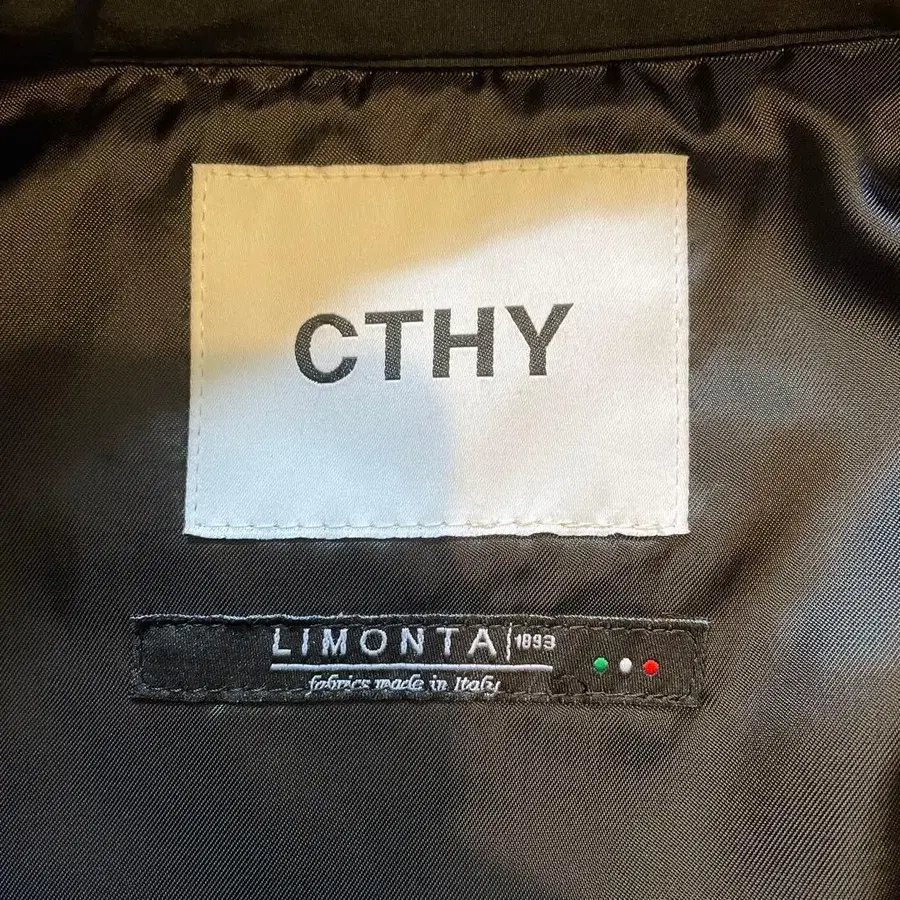 CTHY
LIMONTA | 1893
fabrics made in Italy